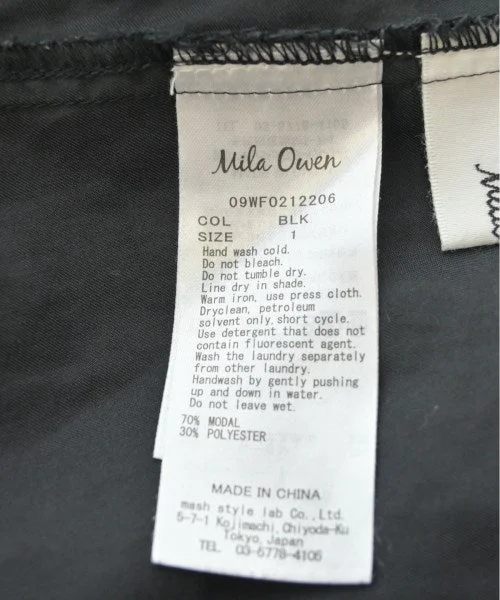 Mila Owen
09WF0212206
COL BLK
SIZE 1
Hand wash cold.
Do not bleach.
Do not tumble dry.
Line dry in shade.
Warm iron, use press cloth.
Dryclean, petroleum
solvent only, short cycle.
Use detergent that does not
contain fluorescent agent.
Wash the laundry separately
from other laundry.
Handwash by gently pushing
up and down in water.
Do not leave wet.
70% MODAL
30% POLYESTER
MADE IN CHINA
mash style lab Co., Ltd.
5-7-1 Kojimachi, Chiyoda-Ku
Tokyo, Japan
TEL 03-5778-4106